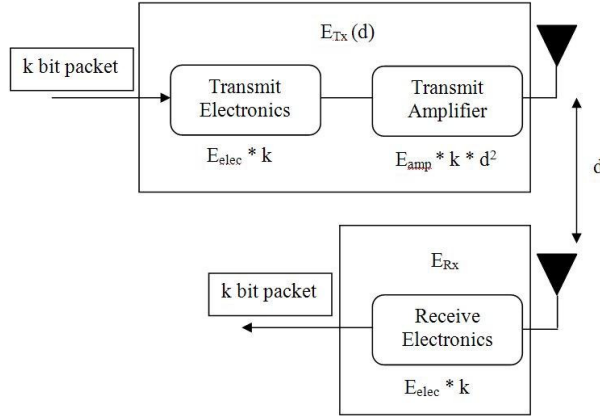 E_Tx (d)
k bit packet
Transmit
Electronics
Transmit
Amplifier
E_elec * k
E_amp * k * d²
d
E_Rx
k bit packet
Receive
Electronics
E_elec * k